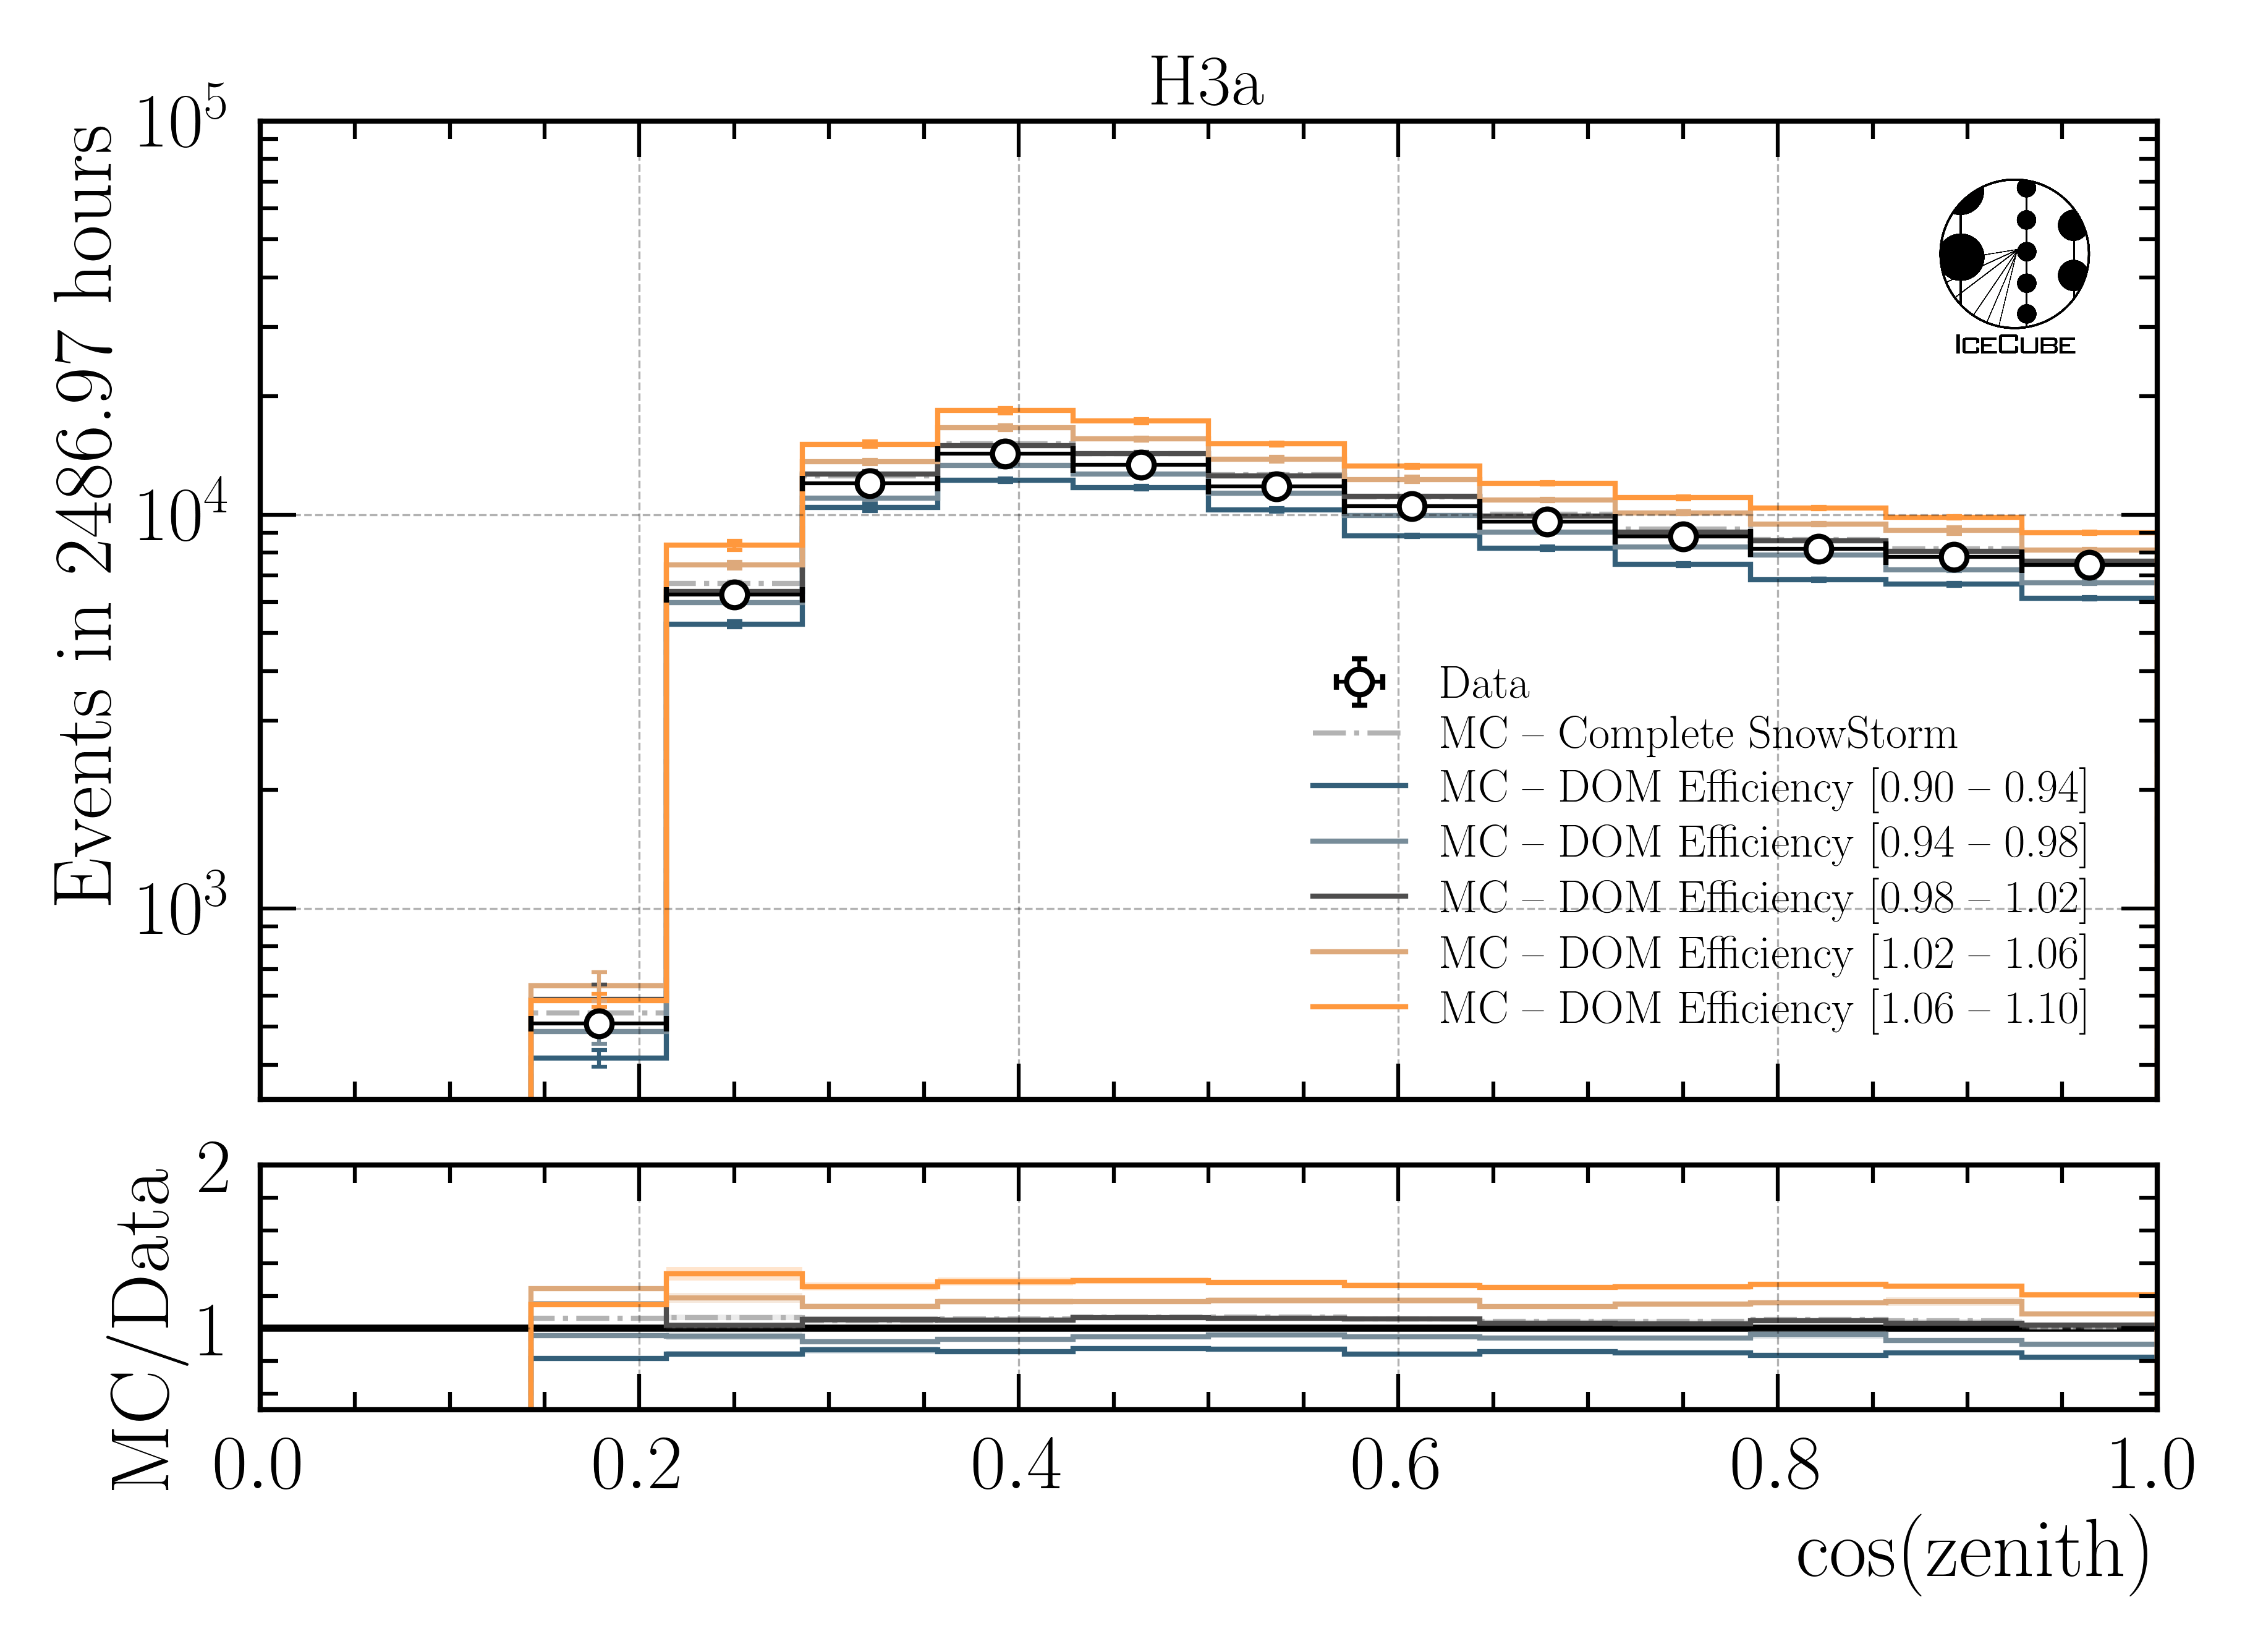 H3a
10^5
10^4
10^3
Events in 2486.97 hours
ICECUBE
Data
MC – Complete SnowStorm
MC – DOM Efficiency [0.90 – 0.94]
MC – DOM Efficiency [0.94 – 0.98]
MC – DOM Efficiency [0.98 – 1.02]
MC – DOM Efficiency [1.02 – 1.06]
MC – DOM Efficiency [1.06 – 1.10]
2
1
MC/Data
0.0 0.2 0.4 0.6 0.8 1.0
cos(zenith)